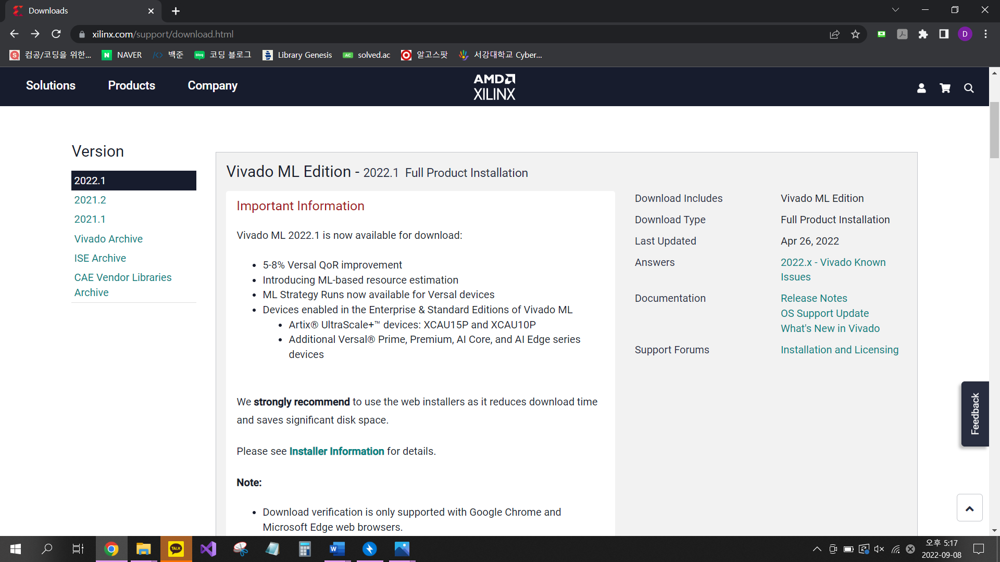 Downloads
xilinx.com/support/download.html
D
컴공/코딩을 위한...
NAVER
백준
코딩 블로그
Library Genesis
solved.ac
알고스팟
서강대학교 Cyber...
Solutions
Products
Company
AMD
XILINX
Version
2022.1
2021.2
2021.1
Vivado Archive
ISE Archive
CAE Vendor Libraries
Archive
Vivado ML Edition - 2022.1 Full Product Installation
Important Information
Vivado ML 2022.1 is now available for download:
• 5-8% Versal QoR improvement
• Introducing ML-based resource estimation
• ML Strategy Runs now available for Versal devices
• Devices enabled in the Enterprise & Standard Editions of Vivado ML
• Artix® UltraScale+™ devices: XCAU15P and XCAU10P
• Additional Versal® Prime, Premium, AI Core, and AI Edge series
devices
We strongly recommend to use the web installers as it reduces download time
and saves significant disk space.
Please see Installer Information for details.
Note:
• Download verification is only supported with Google Chrome and
Microsoft Edge web browsers.
Download Includes Vivado ML Edition
Download Type Full Product Installation
Last Updated Apr 26, 2022
Answers 2022.x - Vivado Known
Issues
Documentation Release Notes
OS Support Update
What's New in Vivado
Support Forums Installation and Licensing
Feedback
TALK
오후 5:17
2022-09-08